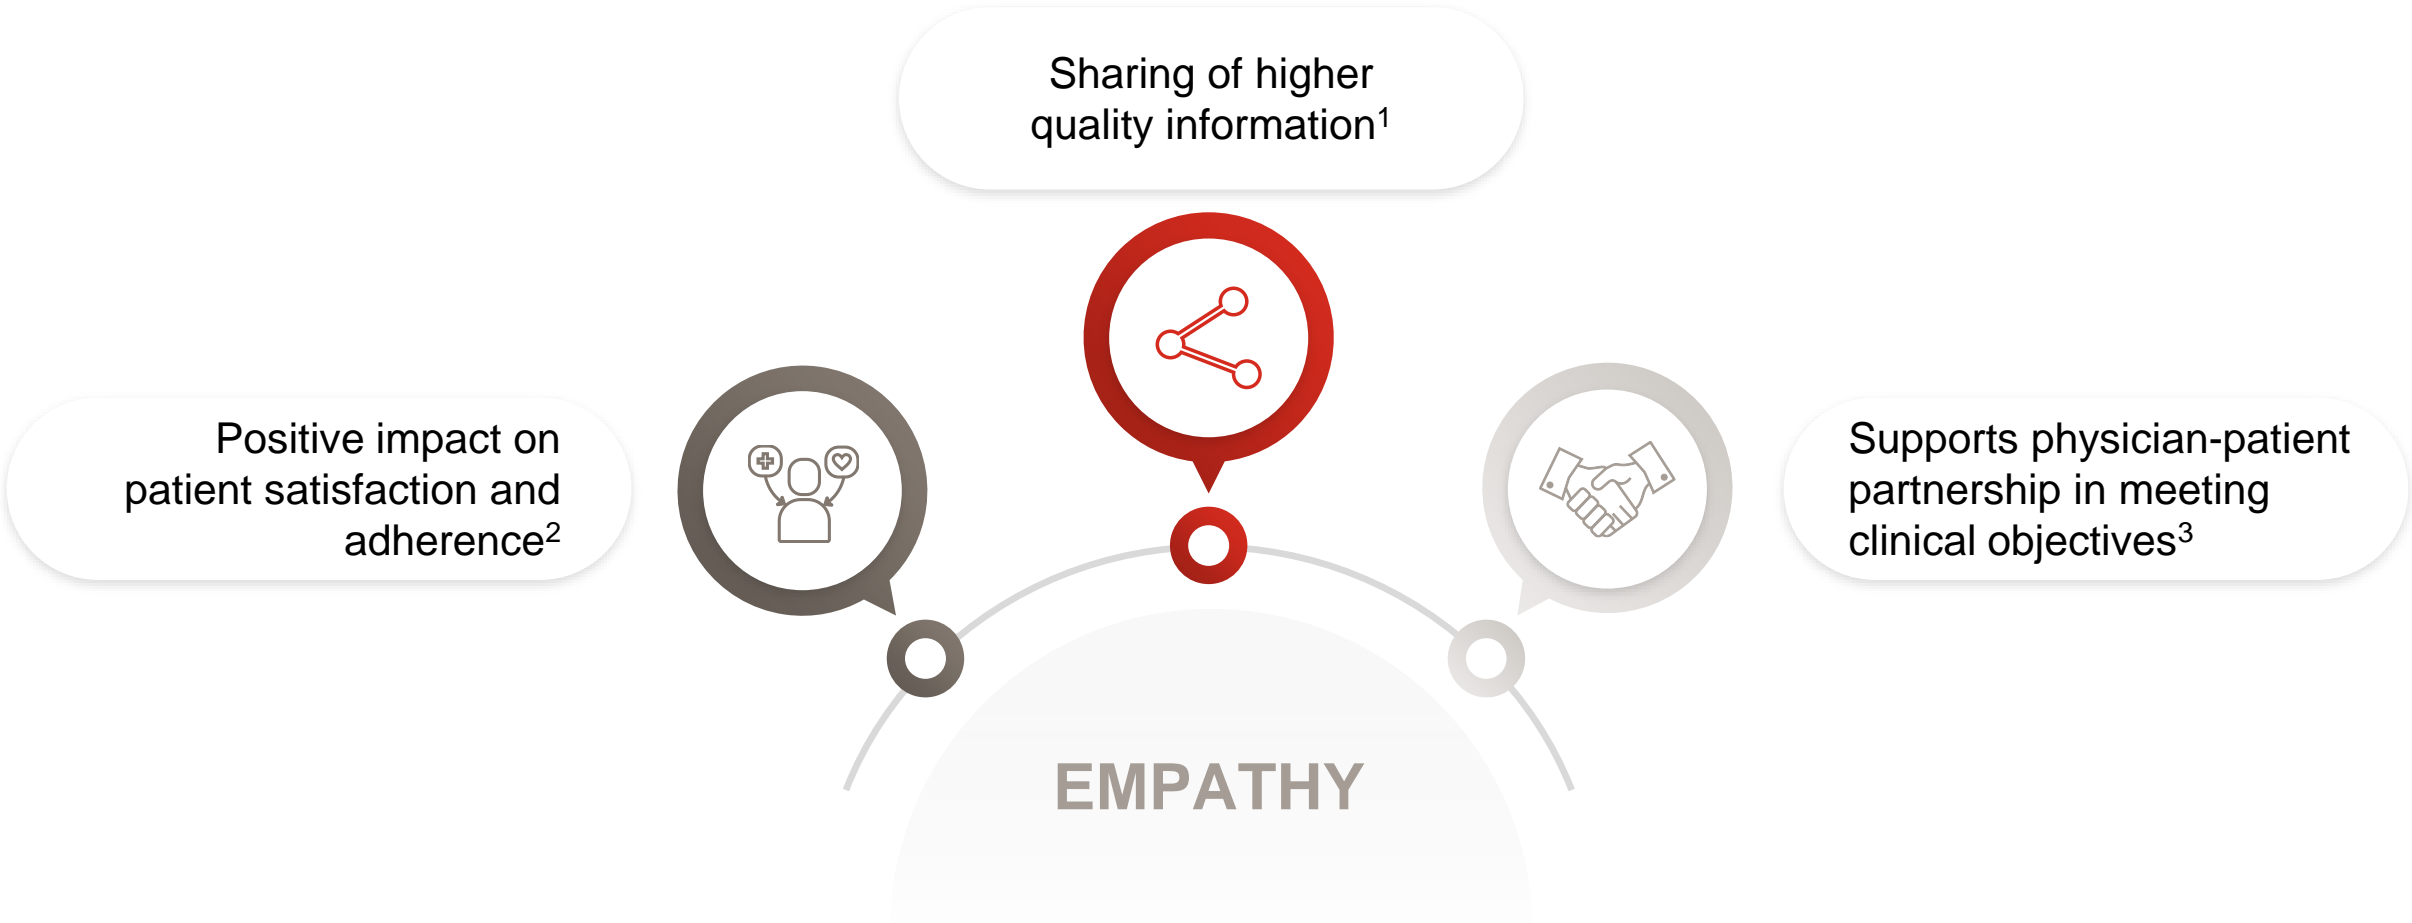 Sharing of higher
quality information¹
Positive impact on
patient satisfaction and
adherence²
Supports physician-patient
partnership in meeting
clinical objectives³
EMPATHY